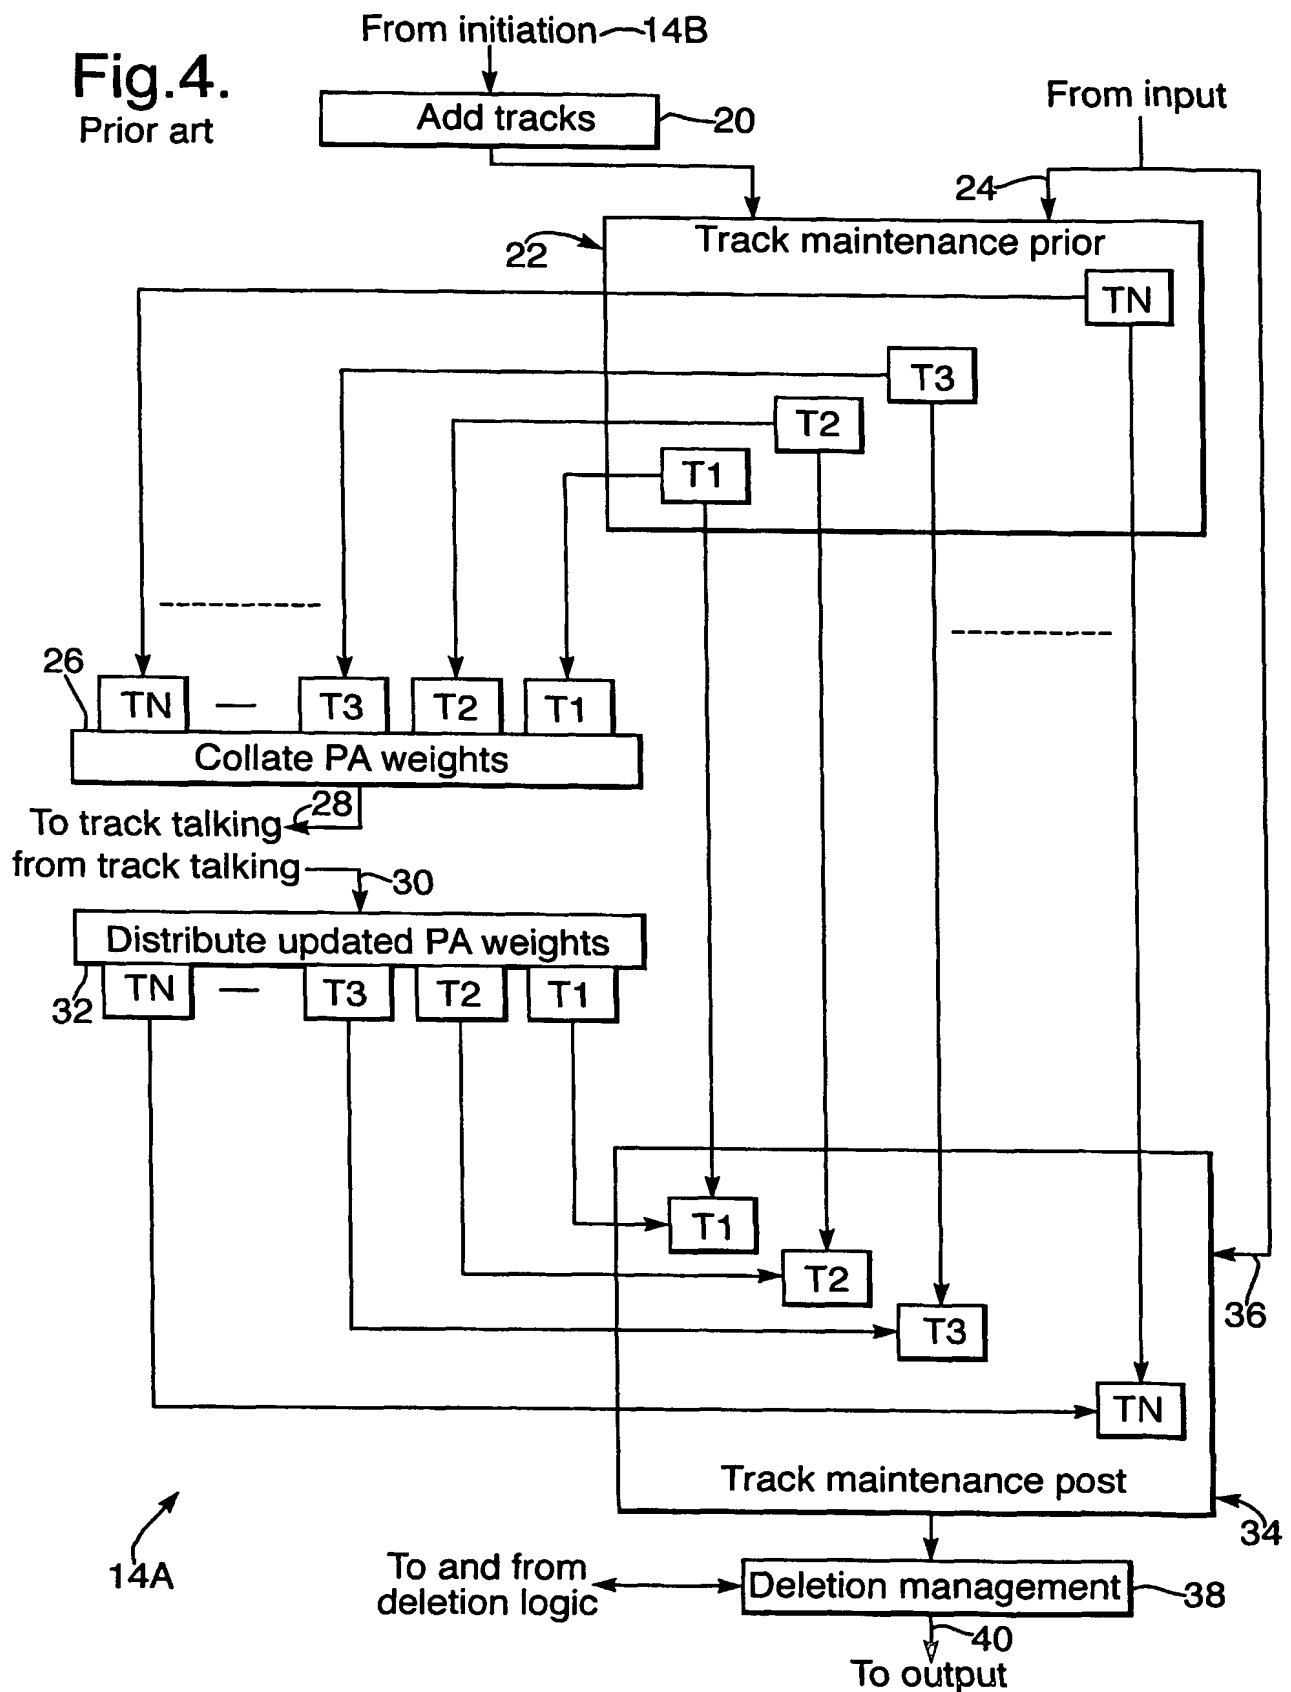 From initiation 14B
Fig.4.
Prior art
Add tracks 20
From input
24
22
Track maintenance prior
TN
T3
T2
T1
26
TN — T3 T2 T1
Collate PA weights
28
To track talking
from track talking
30
Distribute updated PA weights
32
TN — T3 T2 T1
T1
T2
36
T3
TN
Track maintenance post
34
14A
To and from
deletion logic
Deletion management 38
40
To output